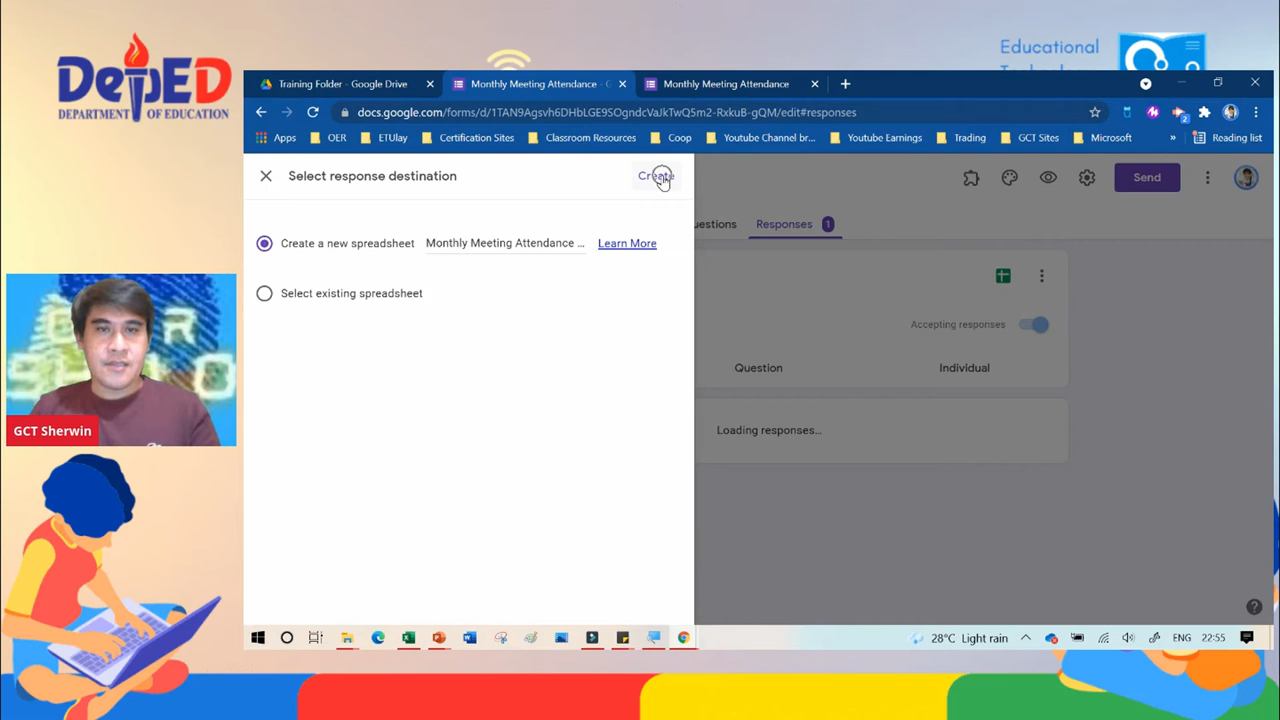 DepED
DEPARTMENT OF EDUCATION
Educational
Training Folder - Google Drive
Monthly Meeting Attendance - G
Monthly Meeting Attendance
docs.google.com/forms/d/1TAN9Agsvh6DHbLGE9SOgndcVaJkTwQ5m2-RxkuB-gQM/edit#responses
Apps
OER
ETUlay
Certification Sites
Classroom Resources
Coop
Youtube Channel br...
Youtube Earnings
Trading
GCT Sites
Microsoft
»
Reading list
Select response destination
Create
Send
uestions
Responses
1
Create a new spreadsheet
Monthly Meeting Attendance ...
Learn More
Select existing spreadsheet
Accepting responses
Question
Individual
Loading responses...
GCT Sherwin
28°C Light rain
ENG
22:55